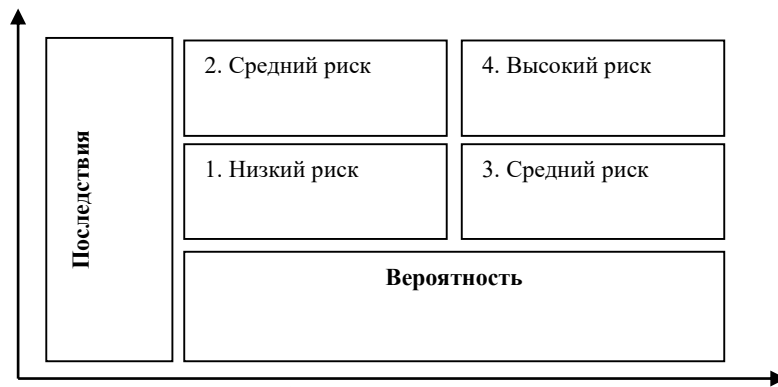 2. Средний риск
4. Высокий риск
Последствия
1. Низкий риск
3. Средний риск
Вероятность